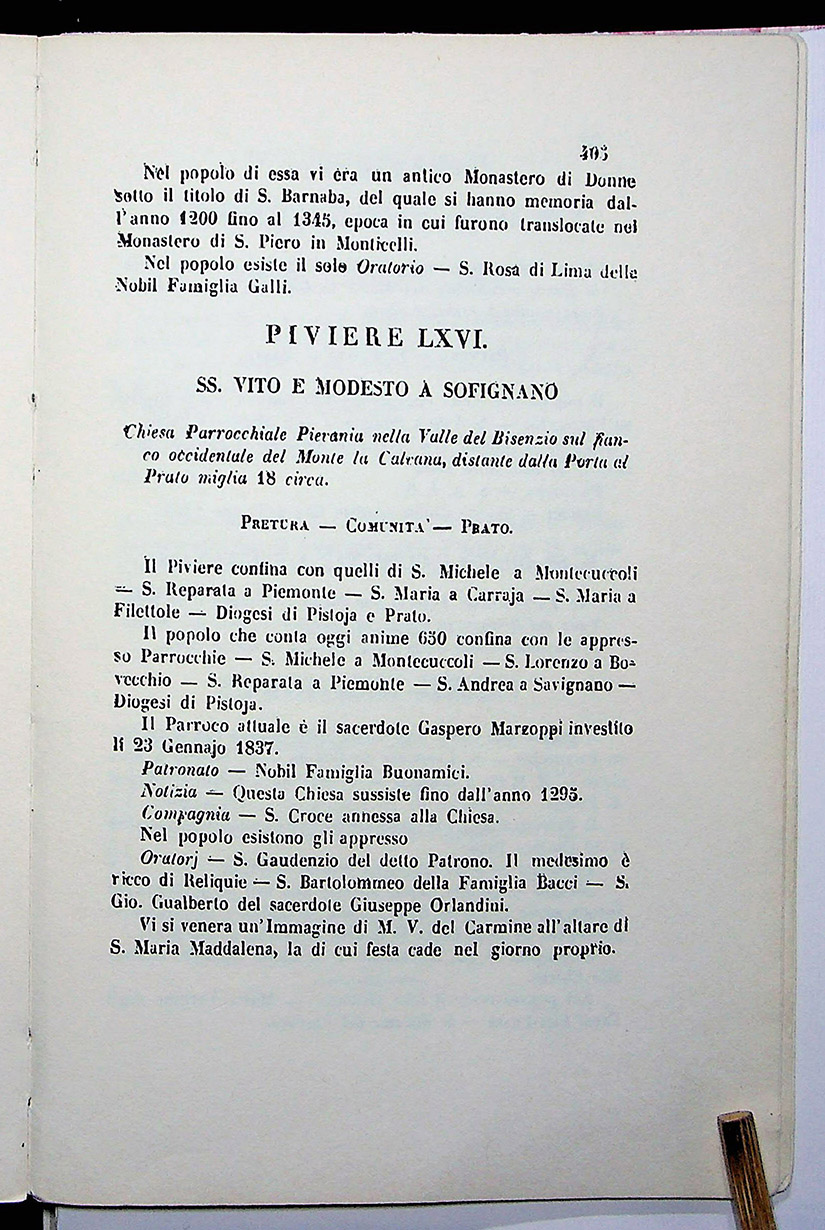 403
Nel popolo di essa vi era un antico Monastero di Donne
sotto il titolo di S. Barnaba, del quale si hanno memoria dal-
l'anno 1200 fino al 1345, epoca in cui furono translocate nel
Monastero di S. Piero in Monticelli.
Nel popolo esiste il solo Oratorio — S. Rosa di Lima della
Nobil Famiglia Galli.
PIVIERE LXVI.
SS. VITO E MODESTO A SOFIGNANO
Chiesa Parrocchiale Pievania nella Valle del Bisenzio sul fian-
co occidentale del Monte la Calvana, distante dalla Porta al
Prato miglia 18 circa.
PRETURA — COMUNITA' — PRATO.
Il Piviere confina con quelli di S. Michele a Montecuccoli
— S. Reparata a Piemonte — S. Maria a Carraja — S. Maria a
Filettole — Diogesi di Pistoja e Prato.
Il popolo che conta oggi anime 650 confina con le appres-
so Parrocchie — S. Michele a Montecuccoli — S. Lorenzo a Bo-
vecchio — S. Reparata a Piemonte — S. Andrea a Savignano —
Diogesi di Pistoja.
Il Parroco attuale è il sacerdote Gaspero Marzoppi investito
li 23 Gennajo 1837.
Patronato — Nobil Famiglia Buonamici.
Notizia — Questa Chiesa sussiste fino dall'anno 1295.
Compagnia — S. Croce annessa alla Chiesa.
Nel popolo esistono gli appresso
Oratorj — S. Gaudenzio del detto Patrono. Il medesimo è
ricco di Reliquie — S. Bartolommeo della Famiglia Bacci — S.
Gio. Gualberto del sacerdote Giuseppe Orlandini.
Vi si venera un'Immagine di M. V. del Carmine all'altare di
S. Maria Maddalena, la di cui festa cade nel giorno proprio.